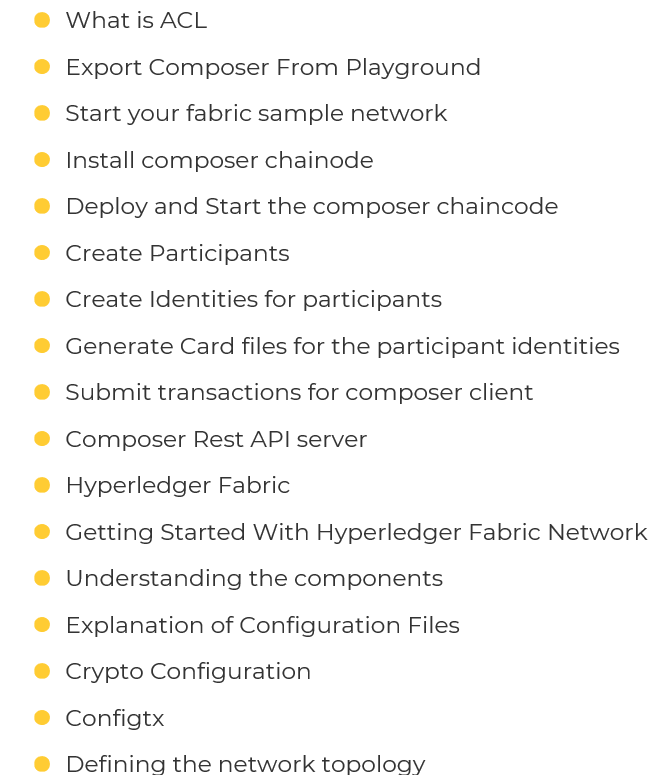 What is ACL
Export Composer From Playground
Start your fabric sample network
Install composer chainode
Deploy and Start the composer chaincode
Create Participants
Create Identities for participants
Generate Card files for the participant identities
Submit transactions for composer client
Composer Rest API server
Hyperledger Fabric
Getting Started With Hyperledger Fabric Network
Understanding the components
Explanation of Configuration Files
Crypto Configuration
Configtx
Defining the network topology